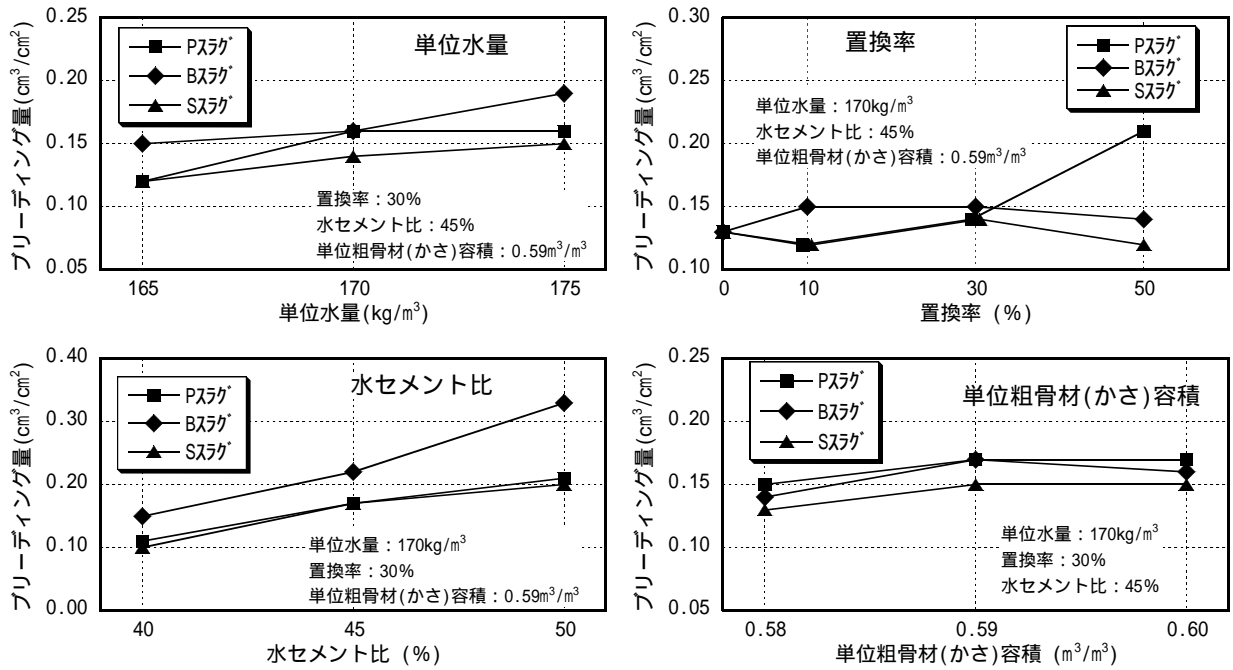 単位水量
Pスラグ
Bスラグ
Sスラグ
置換率：30%
水セメント比：45%
単位粗骨材(かさ)容積：0.59m³/m³
0.25
0.20
0.15
0.10
0.05
ブリーディング量(cm³/cm²)
165 170 175
単位水量(kg/m³)
置換率
Pスラグ
Bスラグ
Sスラグ
単位水量：170kg/m³
水セメント比：45%
単位粗骨材(かさ)容積：0.59m³/m³
0.30
0.25
0.20
0.15
0.10
ブリーディング量(cm³/cm²)
0 10 30 50
置換率 (%)
水セメント比
Pスラグ
Bスラグ
Sスラグ
単位水量：170kg/m³
置換率：30%
単位粗骨材(かさ)容積：0.59m³/m³
0.40
0.30
0.20
0.10
0.00
ブリーディング量(cm³/cm²)
40 45 50
水セメント比 (%)
単位粗骨材(かさ)容積
Pスラグ
Bスラグ
Sスラグ
単位水量：170kg/m³
置換率：30%
水セメント比：45%
0.25
0.20
0.15
0.10
0.05
ブリーディング量(cm³/cm²)
0.58 0.59 0.60
単位粗骨材(かさ)容積 (m³/m³)